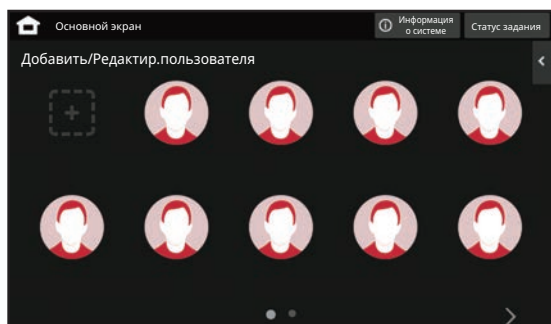 Основной экран
Информация
о системе
Статус задания
Добавить/Редактир.пользователя